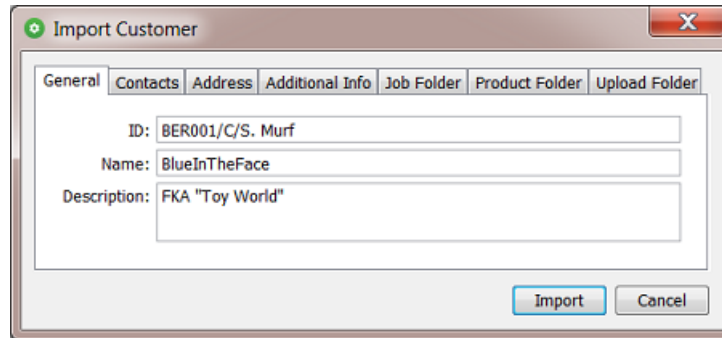 Import Customer
General Contacts Address Additional Info Job Folder Product Folder Upload Folder
ID: BER001/C/S. Murf
Name: BlueInTheFace
Description: FKA "Toy World"
Import Cancel